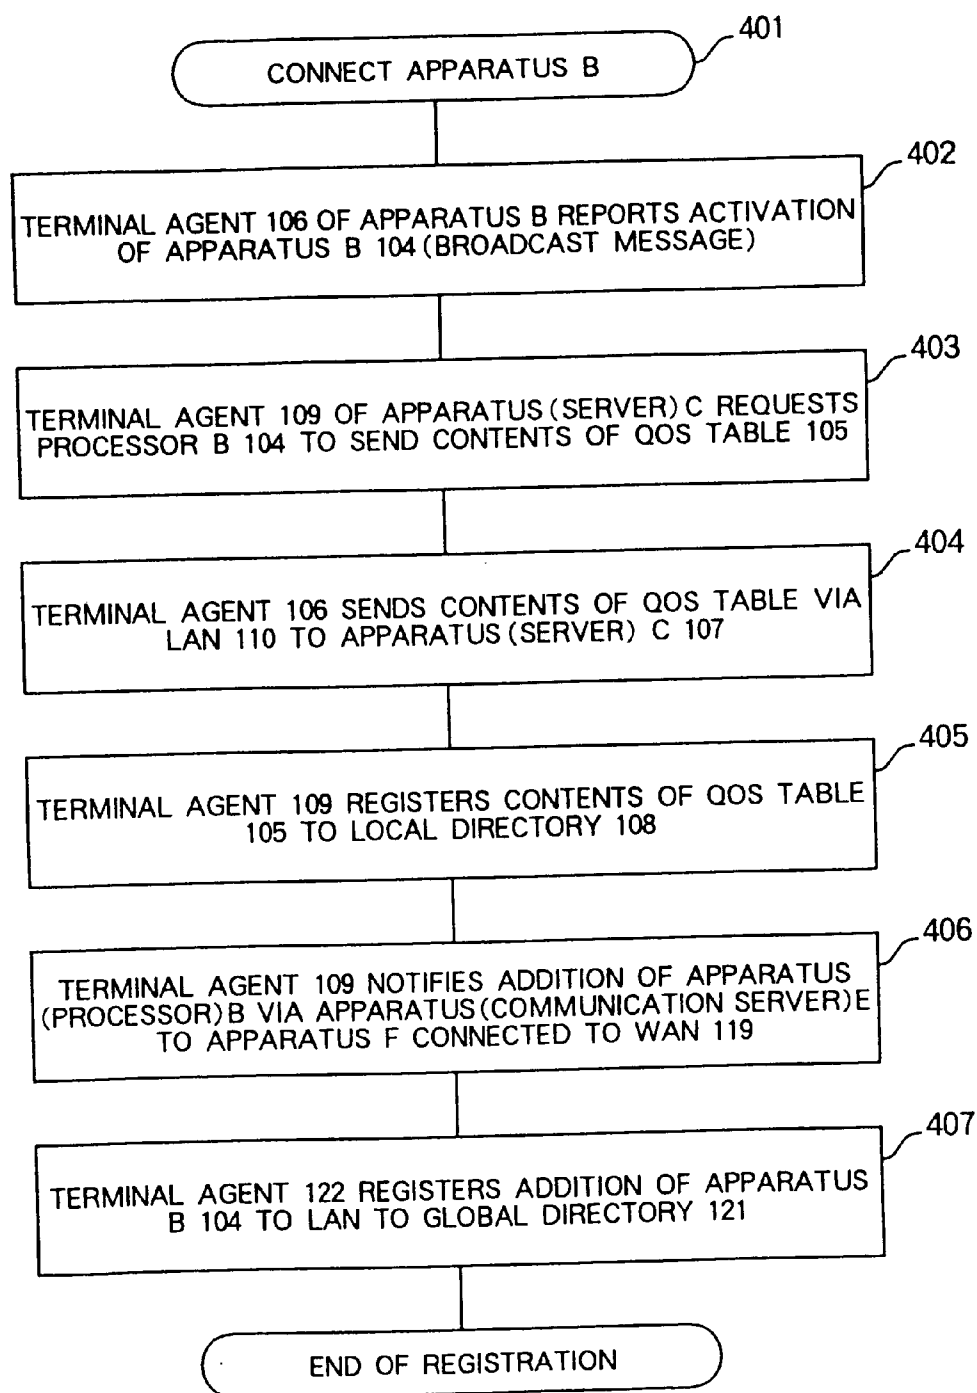 401
CONNECT APPARATUS B
402
TERMINAL AGENT 106 OF APPARATUS B REPORTS ACTIVATION
OF APPARATUS B 104 (BROADCAST MESSAGE)
403
TERMINAL AGENT 109 OF APPARATUS (SERVER) C REQUESTS
PROCESSOR B 104 TO SEND CONTENTS OF QOS TABLE 105
404
TERMINAL AGENT 106 SENDS CONTENTS OF QOS TABLE VIA
LAN 110 TO APPARATUS (SERVER) C 107
405
TERMINAL AGENT 109 REGISTERS CONTENTS OF QOS TABLE
105 TO LOCAL DIRECTORY 108
406
TERMINAL AGENT 109 NOTIFIES ADDITION OF APPARATUS
(PROCESSOR) B VIA APPARATUS (COMMUNICATION SERVER) E
TO APPARATUS F CONNECTED TO WAN 119
407
TERMINAL AGENT 122 REGISTERS ADDITION OF APPARATUS
B 104 TO LAN TO GLOBAL DIRECTORY 121
END OF REGISTRATION